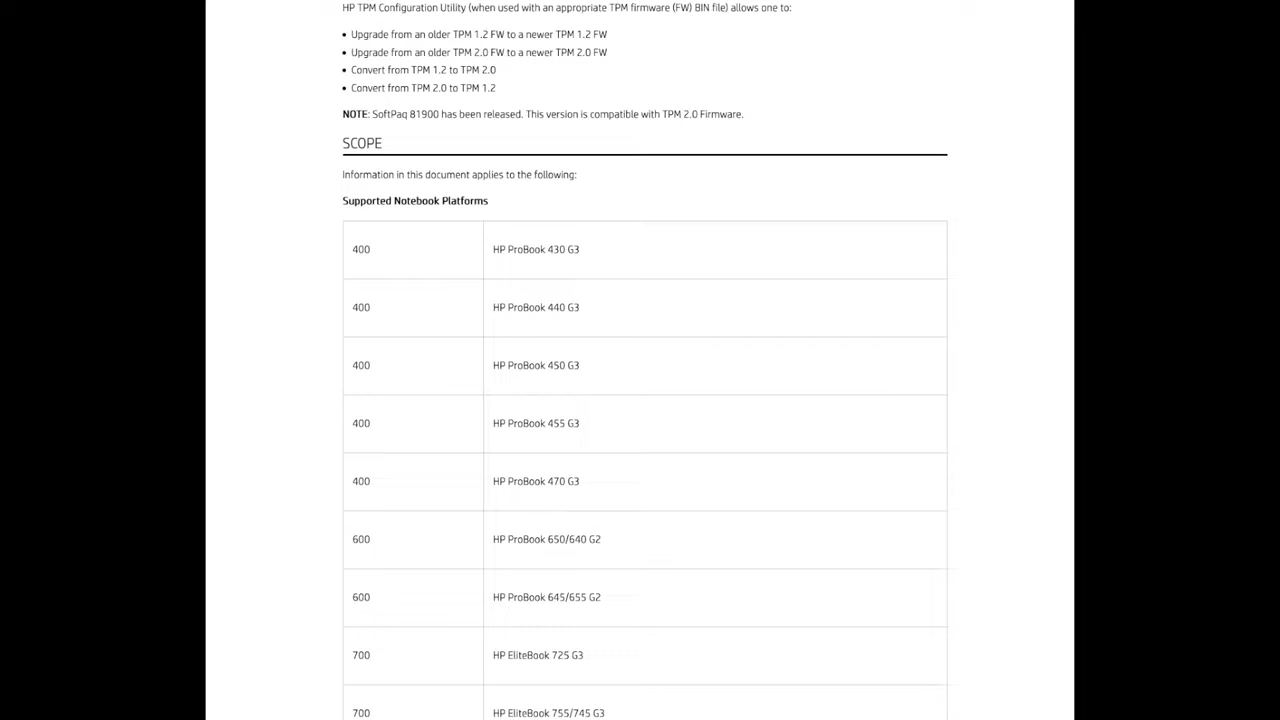 HP TPM Configuration Utility (when used with an appropriate TPM firmware (FW) BIN file) allows one to:
• Upgrade from an older TPM 1.2 FW to a newer TPM 1.2 FW
• Upgrade from an older TPM 2.0 FW to a newer TPM 2.0 FW
• Convert from TPM 1.2 to TPM 2.0
• Convert from TPM 2.0 to TPM 1.2
NOTE: SoftPaq 81900 has been released. This version is compatible with TPM 2.0 Firmware.
SCOPE
Information in this document applies to the following:
Supported Notebook Platforms
400 HP ProBook 430 G3
400 HP ProBook 440 G3
400 HP ProBook 450 G3
400 HP ProBook 455 G3
400 HP ProBook 470 G3
600 HP ProBook 650/640 G2
600 HP ProBook 645/655 G2
700 HP EliteBook 725 G3
700 HP EliteBook 755/745 G3